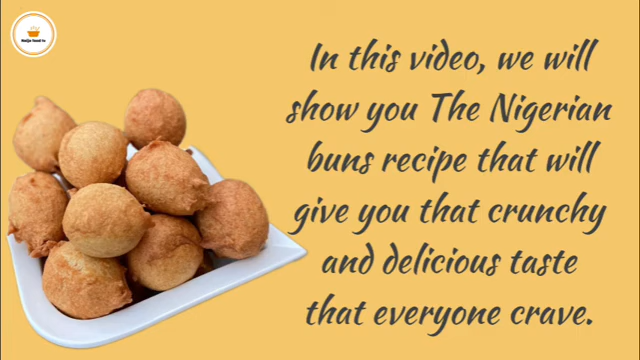 In this video, we will
show you The Nigerian
buns recipe that will
give you that crunchy
and delicious taste
that everyone crave.